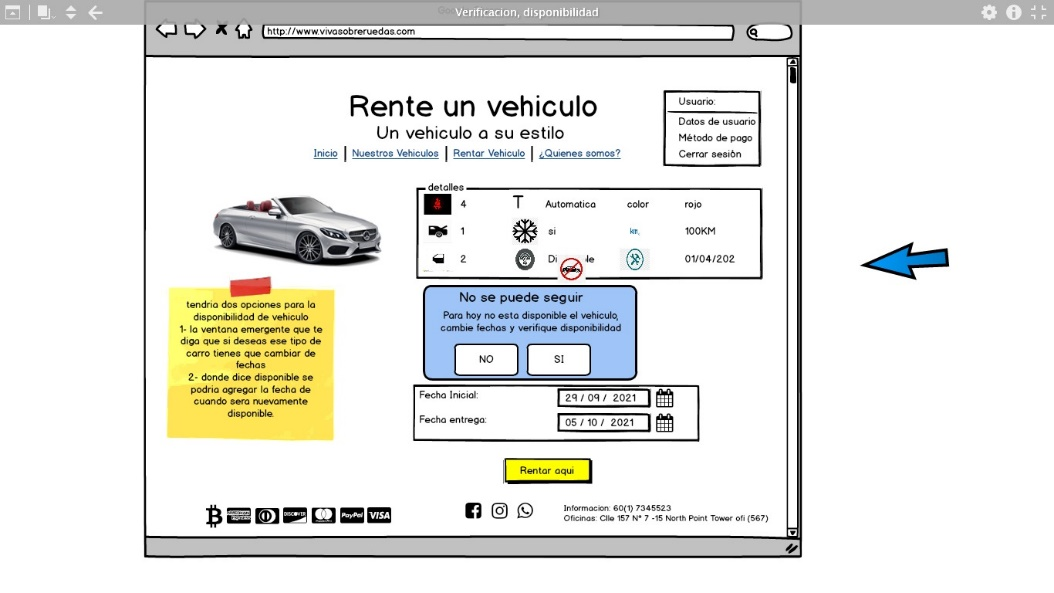 Verificacion, disponibilidad
http://www.vivasobreruedas.com
Rente un vehiculo
Un vehiculo a su estilo
Inicio | Nuestros Vehiculos | Rentar Vehiculo | ¿Quienes somos?
Usuario:
Datos de usuario
Método de pago
Cerrar sesión
detalles
4 Automatica color rojo
1 si km, 100KM
2 Di le 01/04/202
tendria dos opciones para la
disponibilidad de vehiculo
1- la ventana emergente que te
diga que si deseas ese tipo de
carro tienes que cambiar de
fechas
2- donde dice disponible se
podria agregar la fecha de
cuando sera nuevamente
disponible.
No se puede seguir
Para hoy no esta disponible el vehiculo,
cambie fechas y verifique disponibilidad
NO SI
Fecha Inicial: 29 / 09 / 2021
Fecha entrega: 05 / 10 / 2021
Rentar aqui
DISCOVER PayPal VISA
Informacion: 60(1) 7345523
Oficinas: Clle 157 N° 7 -15 North Point Tower ofi (567)